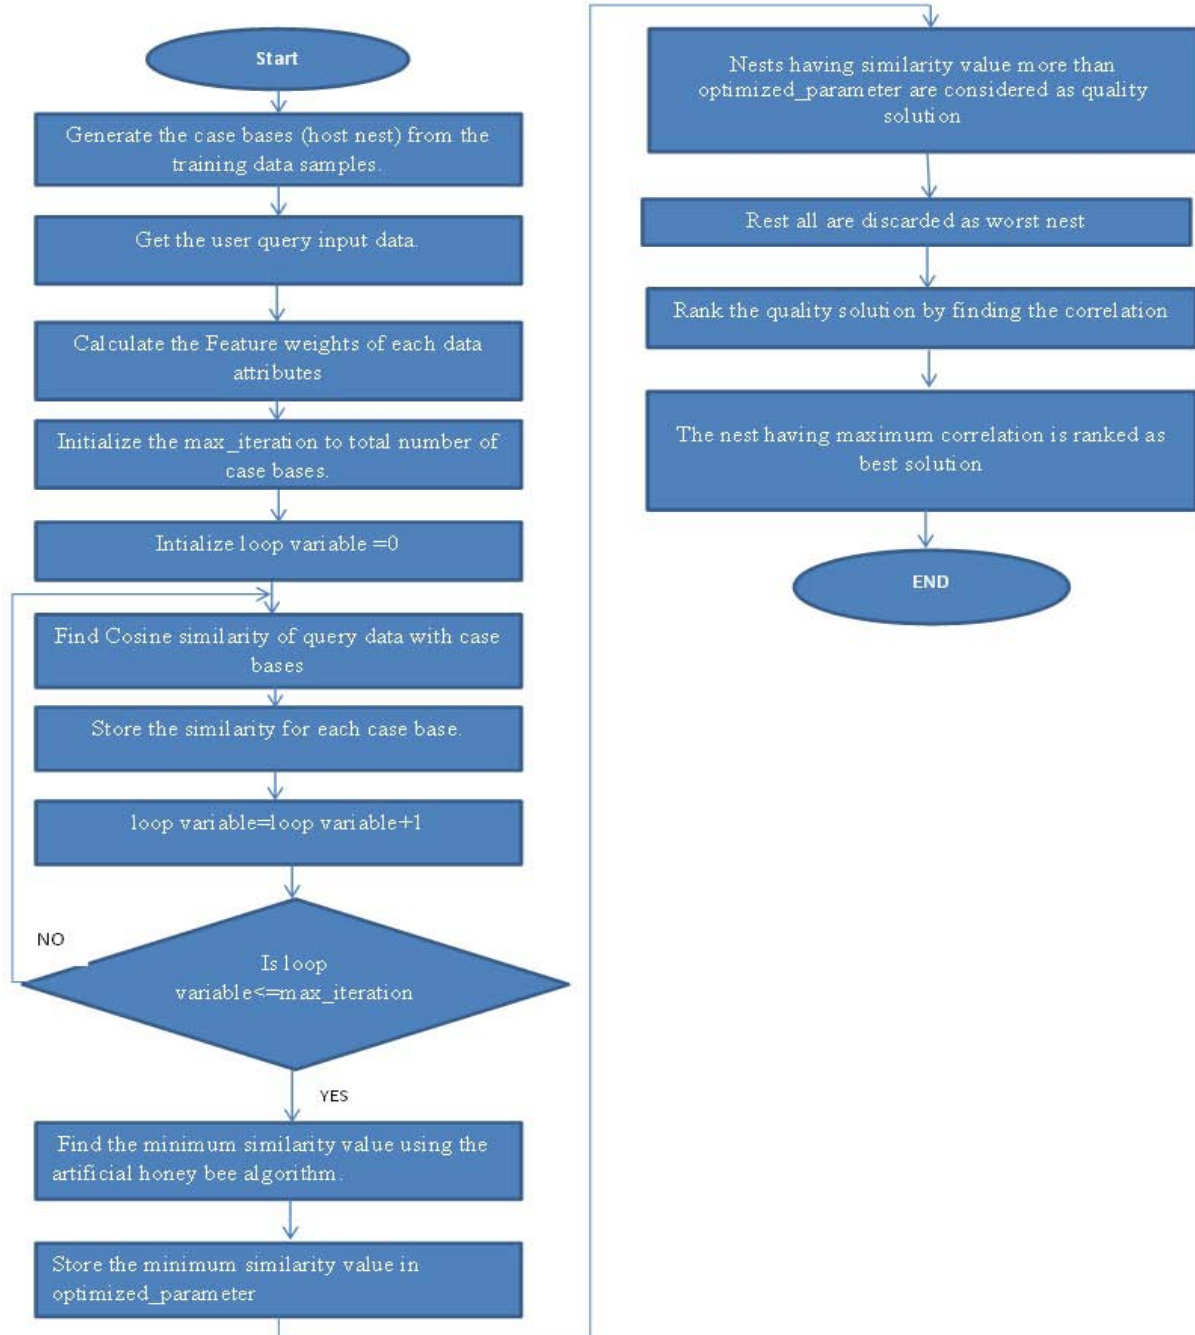 Start
Generate the case bases (host nest) from the
training data samples.
Get the user query input data.
Calculate the Feature weights of each data
attributes
Initialize the max_iteration to total number of
case bases.
Intialize loop variable =0
Find Cosine similarity of query data with case
bases
Store the similarity for each case base.
loop variable=loop variable+1
NO
Is loop
variable<=max_iteration
YES
Find the minimum similarity value using the
artificial honey bee algorithm.
Store the minimum similarity value in
optimized_parameter
Nests having similarity value more than
optimized_parameter are considered as quality
solution
Rest all are discarded as worst nest
Rank the quality solution by finding the correlation
The nest having maximum correlation is ranked as
best solution
END